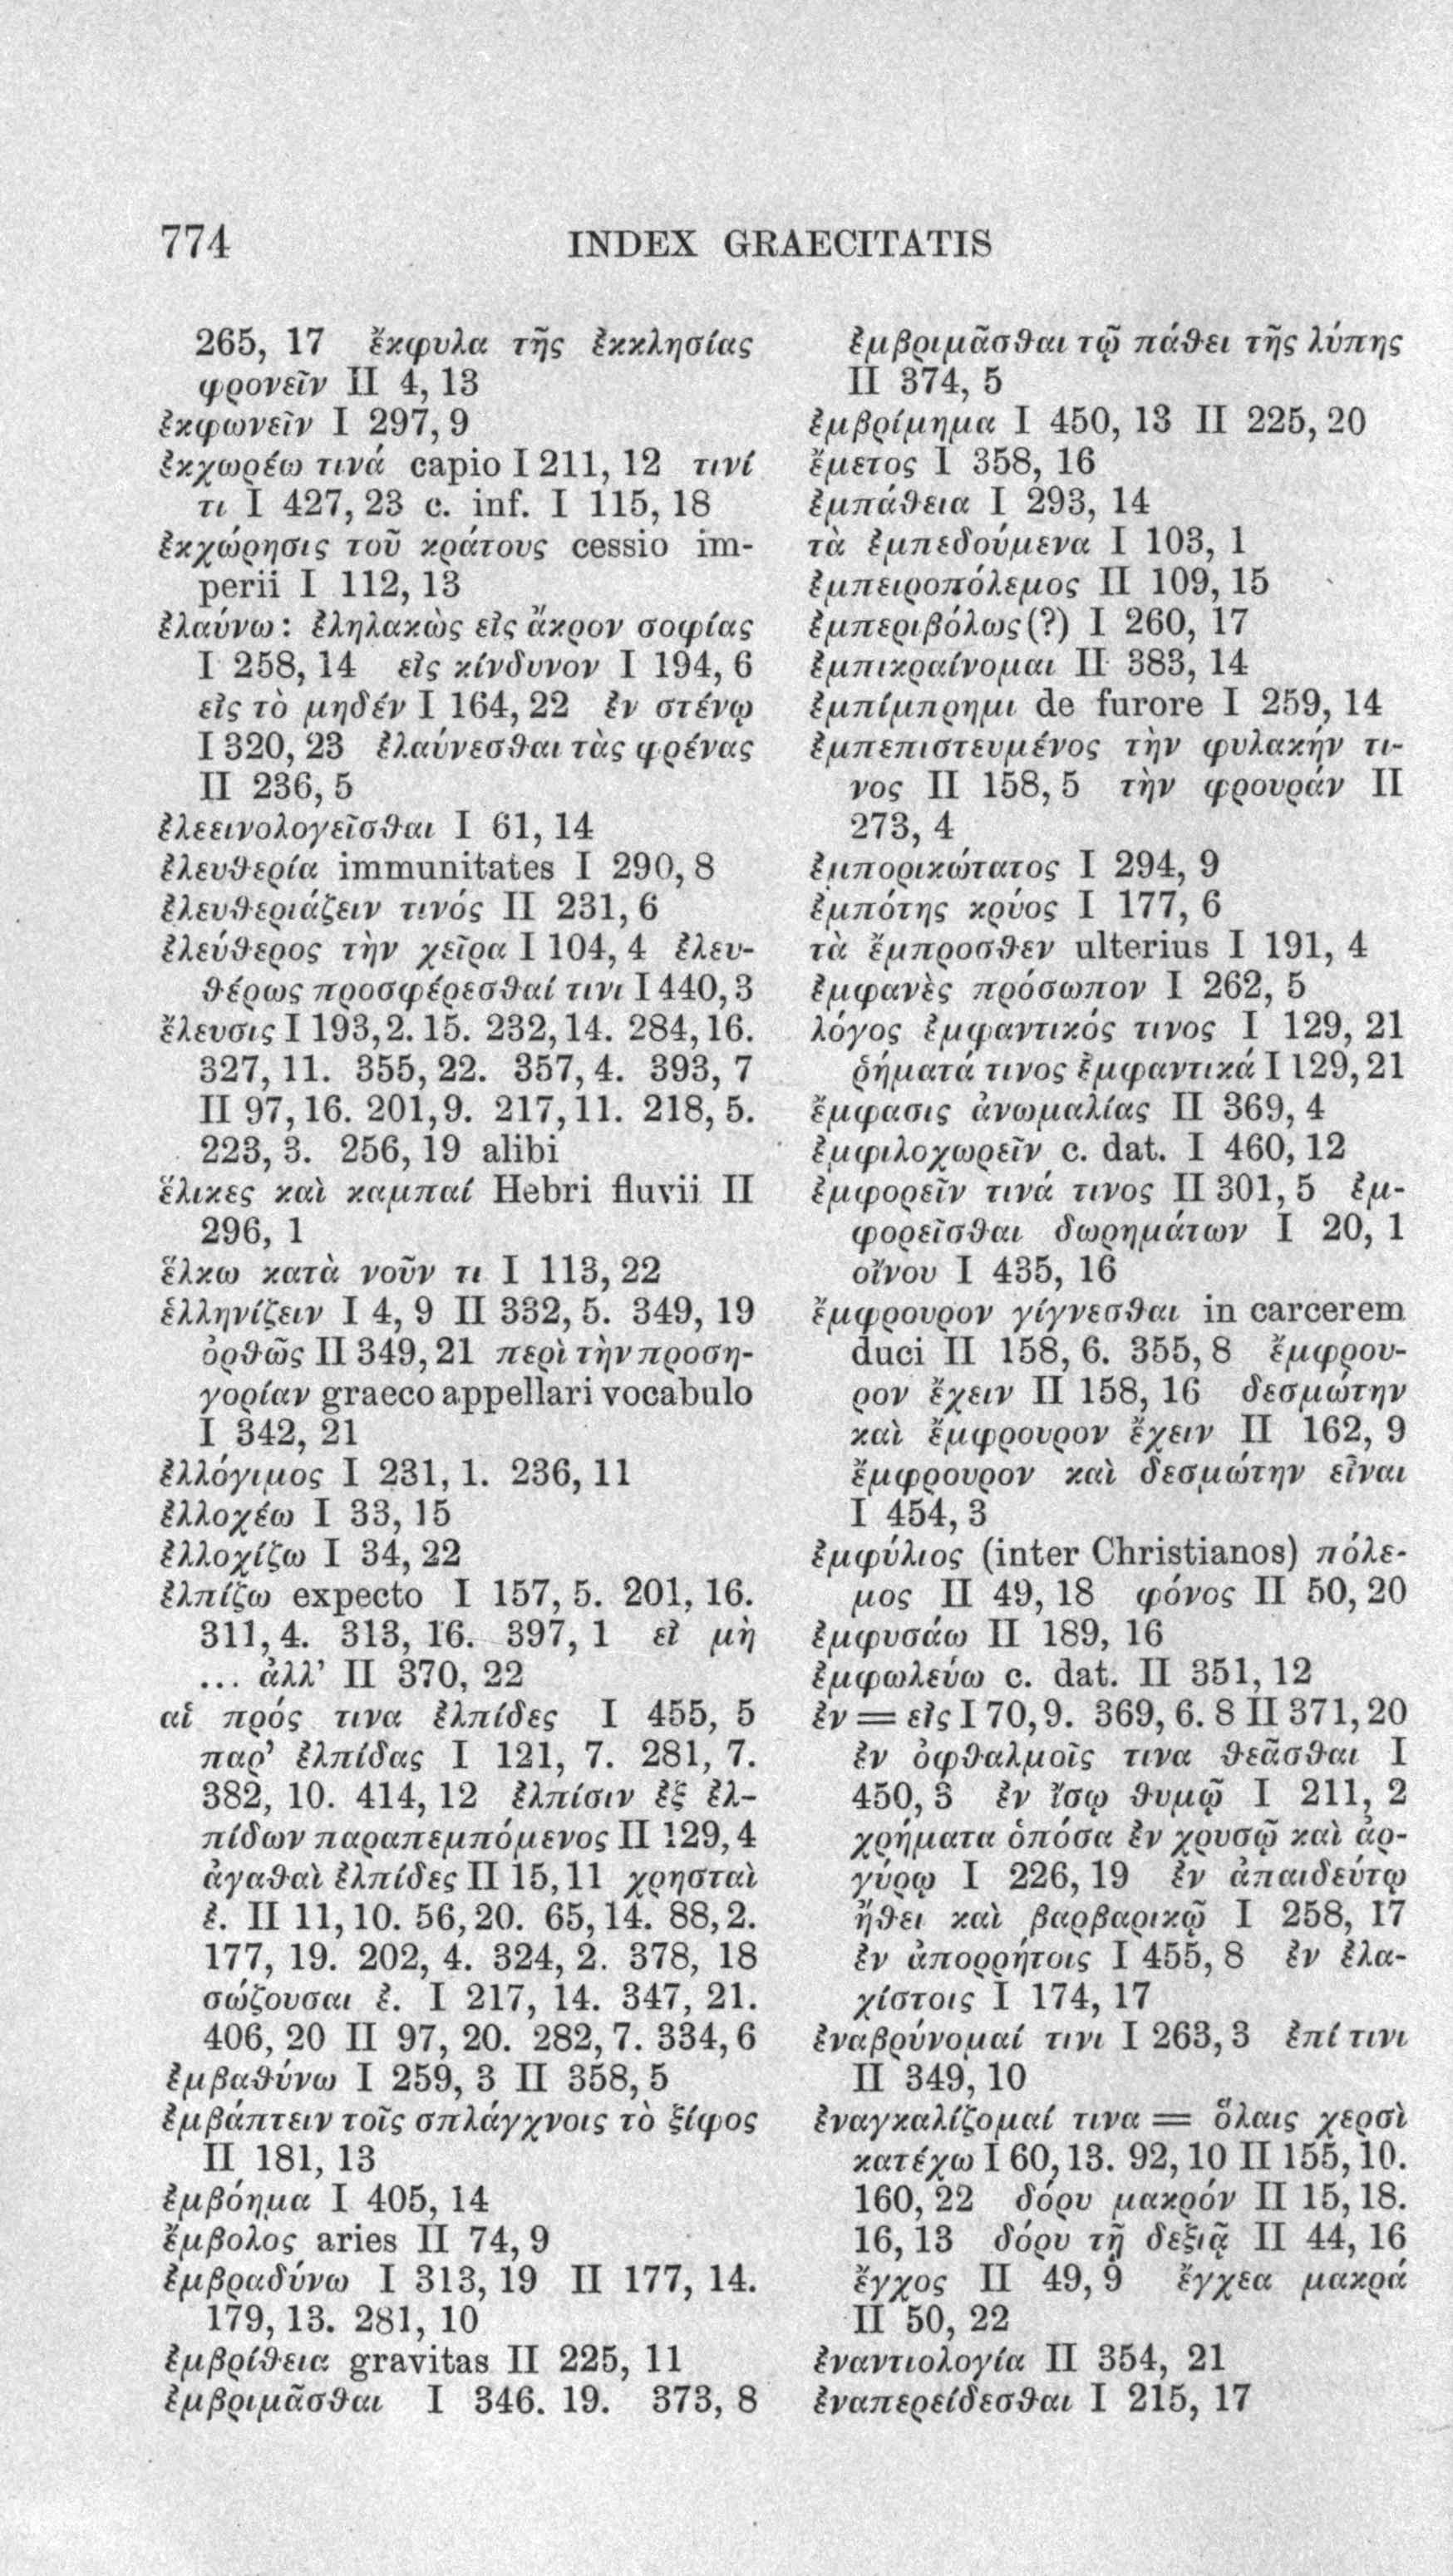 774 INDEX GRAECITATIS
265, 17 ἔκφυλα τῆς ἐκκλησίας
φρονεῖν II 4, 13
ἐκφωνεῖν I 297, 9
ἐκχωρέω τινά capio I 211, 12 τινί
τι I 427, 23 c. inf. I 115, 18
ἐκχώρησις τοῦ κράτους cessio im-
perii I 112, 13
ἐλαύνω: ἐληλακὼς εἰς ἄκρον σοφίας
I 258, 14 εἰς κίνδυνον I 194, 6
εἰς τὸ μηδέν I 164, 22 ἐν στένῳ
I 320, 23 ἐλαύνεσθαι τὰς φρένας
II 236, 5
ἐλεεινολογεῖσθαι I 61, 14
ἐλευθερία immunitates I 290, 8
ἐλευθεριάζειν τινός II 231, 6
ἐλεύθερος τὴν χεῖρα I 104, 4 ἐλευ-
θέρως προσφέρεσθαί τινι I 440, 3
ἔλευσις I 193, 2. 15. 232, 14. 284, 16.
327, 11. 355, 22. 357, 4. 393, 7
II 97, 16. 201, 9. 217, 11. 218, 5.
223, 3. 256, 19 alibi
ἕλικες καὶ καμπαί Hebri fluvii II
296, 1
ἕλκω κατὰ νοῦν τι I 113, 22
ἑλληνίζειν I 4, 9 II 332, 5. 349, 19
ὀρθῶς II 349, 21 περὶ τὴν προση-
γορίαν graeco appellari vocabulo
I 342, 21
ἐλλόγιμος I 231, 1. 236, 11
ἐλλοχέω I 33, 15
ἐλλοχίζω I 34, 22
ἐλπίζω expecto I 157, 5. 201, 16.
311, 4. 313, 16. 397, 1 εἰ μὴ
... ἀλλ' II 370, 22
αἱ πρός τινα ἐλπίδες I 455, 5
παρ' ἐλπίδας I 121, 7. 281, 7.
382, 10. 414, 12 ἐλπίσιν ἐξ ἐλ-
πίδων παραπεμπόμενος II 129, 4
ἀγαθαὶ ἐλπίδες II 15, 11 χρησταὶ
ἐ. II 11, 10. 56, 20. 65, 14. 88, 2.
177, 19. 202, 4. 324, 2. 378, 18
σώζουσαι ἐ. I 217, 14. 347, 21.
406, 20 II 97, 20. 282, 7. 334, 6
ἐμβαθύνω I 259, 3 II 358, 5
ἐμβάπτειν τοῖς σπλάγχνοις τὸ ξίφος
II 181, 13
ἐμβόημα I 405, 14
ἔμβολος aries II 74, 9
ἐμβραδύνω I 313, 19 II 177, 14.
179, 13. 281, 10
ἐμβρίθεια gravitas II 225, 11
ἐμβριμᾶσθαι I 346. 19. 373, 8
ἐμβριμᾶσθαι τῷ πάθει τῆς λύπης
II 374, 5
ἐμβρίμημα I 450, 13 II 225, 20
ἔμετος I 358, 16
ἐμπάθεια I 293, 14
τὰ ἐμπεδούμενα I 103, 1
ἐμπειροπόλεμος II 109, 15
ἐμπεριβόλως (?) I 260, 17
ἐμπικραίνομαι II 383, 14
ἐμπίμπρημι de furore I 259, 14
ἐμπεπιστευμένος τὴν φυλακήν τι-
νος II 158, 5 τὴν φρουράν II
273, 4
ἐμπορικώτατος I 294, 9
ἐμπότης κρύος I 177, 6
τὰ ἔμπροσθεν ulterius I 191, 4
ἐμφανὲς πρόσωπον I 262, 5
λόγος ἐμφαντικός τινος I 129, 21
ῥήματά τινος ἐμφαντικά I 129, 21
ἔμφασις ἀνωμαλίας II 369, 4
ἐμφιλοχωρεῖν c. dat. I 460, 12
ἐμφορεῖν τινά τινος II 301, 5 ἐμ-
φορεῖσθαι δωρημάτων I 20, 1
οἴνου I 435, 16
ἔμφρουρον γίγνεσθαι in carcerem
duci II 158, 6. 355, 8 ἔμφρου-
ρον ἔχειν II 158, 16 δεσμώτην
καὶ ἔμφρουρον ἔχειν II 162, 9
ἔμφρουρον καὶ δεσμώτην εἶναι
I 454, 3
ἐμφύλιος (inter Christianos) πόλε-
μος II 49, 18 φόνος II 50, 20
ἐμφυσάω II 189, 16
ἐμφωλεύω c. dat. II 351, 12
ἐν = εἰς I 70, 9. 369, 6. 8 II 371, 20
ἐν ὀφθαλμοῖς τινα θεᾶσθαι I
450, 3 ἐν ἴσῳ θυμῷ I 211, 2
χρήματα ὁπόσα ἐν χρυσῷ καὶ ἀρ-
γύρῳ I 226, 19 ἐν ἀπαιδεύτῳ
ἤθει καὶ βαρβαρικῷ I 258, 17
ἐν ἀπορρήτοις I 455, 8 ἐν ἐλα-
χίστοις I 174, 17
ἐναβρύνομαί τινι I 263, 3 ἐπί τινι
II 349, 10
ἐναγκαλίζομαί τινα = ὅλαις χερσὶ
κατέχω I 60, 13. 92, 10 II 155, 10.
160, 22 δόρυ μακρόν II 15, 18.
16, 13 δόρυ τῇ δεξιᾷ II 44, 16
ἔγχος II 49, 9 ἔγχεα μακρά
II 50, 22
ἐναντιολογία II 354, 21
ἐναπερείδεσθαι I 215, 17